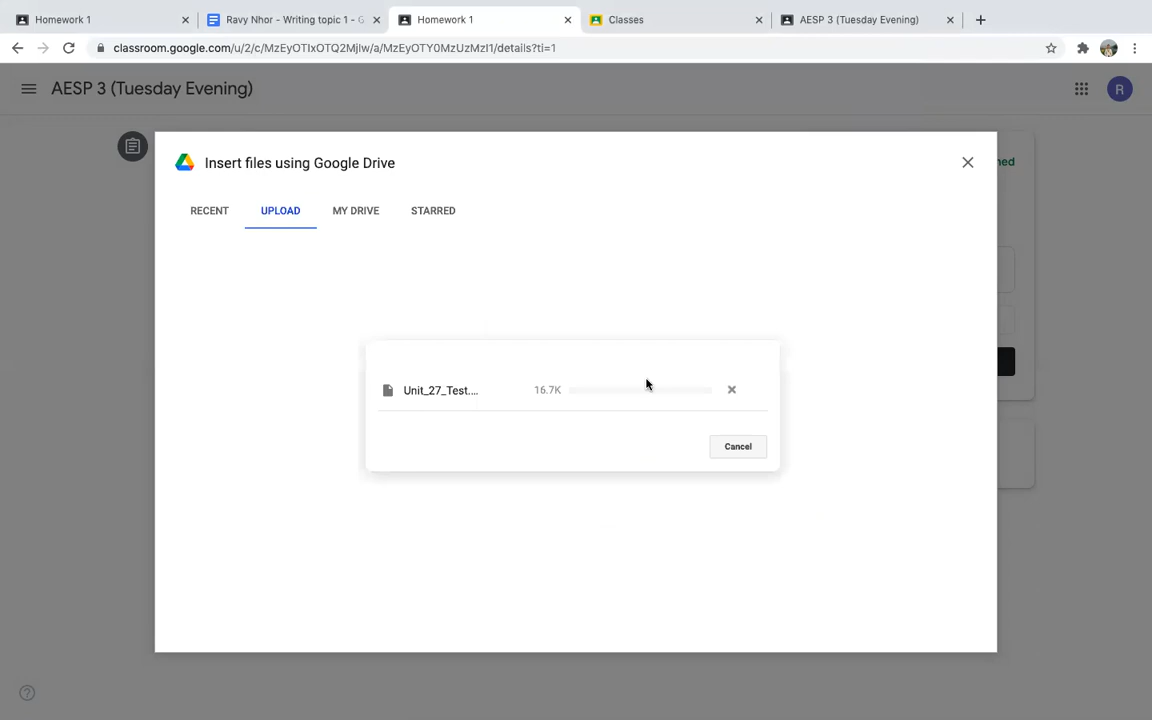 Homework 1
Ravy Nhor - Writing topic 1 - G
Homework 1
Classes
AESP 3 (Tuesday Evening)
classroom.google.com/u/2/c/MzEyOTIxOTQ2Mjlw/a/MzEyOTY0MzUzMzI1/details?ti=1
AESP 3 (Tuesday Evening)
R
Insert files using Google Drive
ned
RECENT
UPLOAD
MY DRIVE
STARRED
Unit_27_Test....
16.7K
Cancel